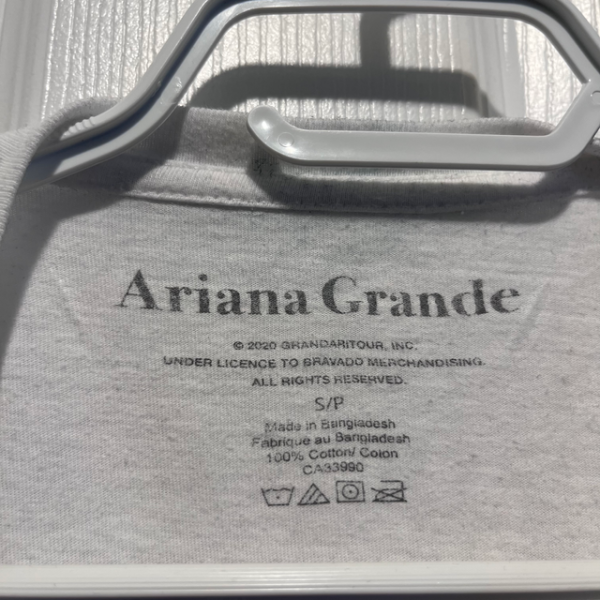 Ariana Grande
© 2020 GRANDARITOUR, INC.
UNDER LICENCE TO BRAVADO MERCHANDISING.
ALL RIGHTS RESERVED.
S/P
Made in Bangladesh
Fabriqué au Bangladesh
100% Cotton/ Coton
CA33990